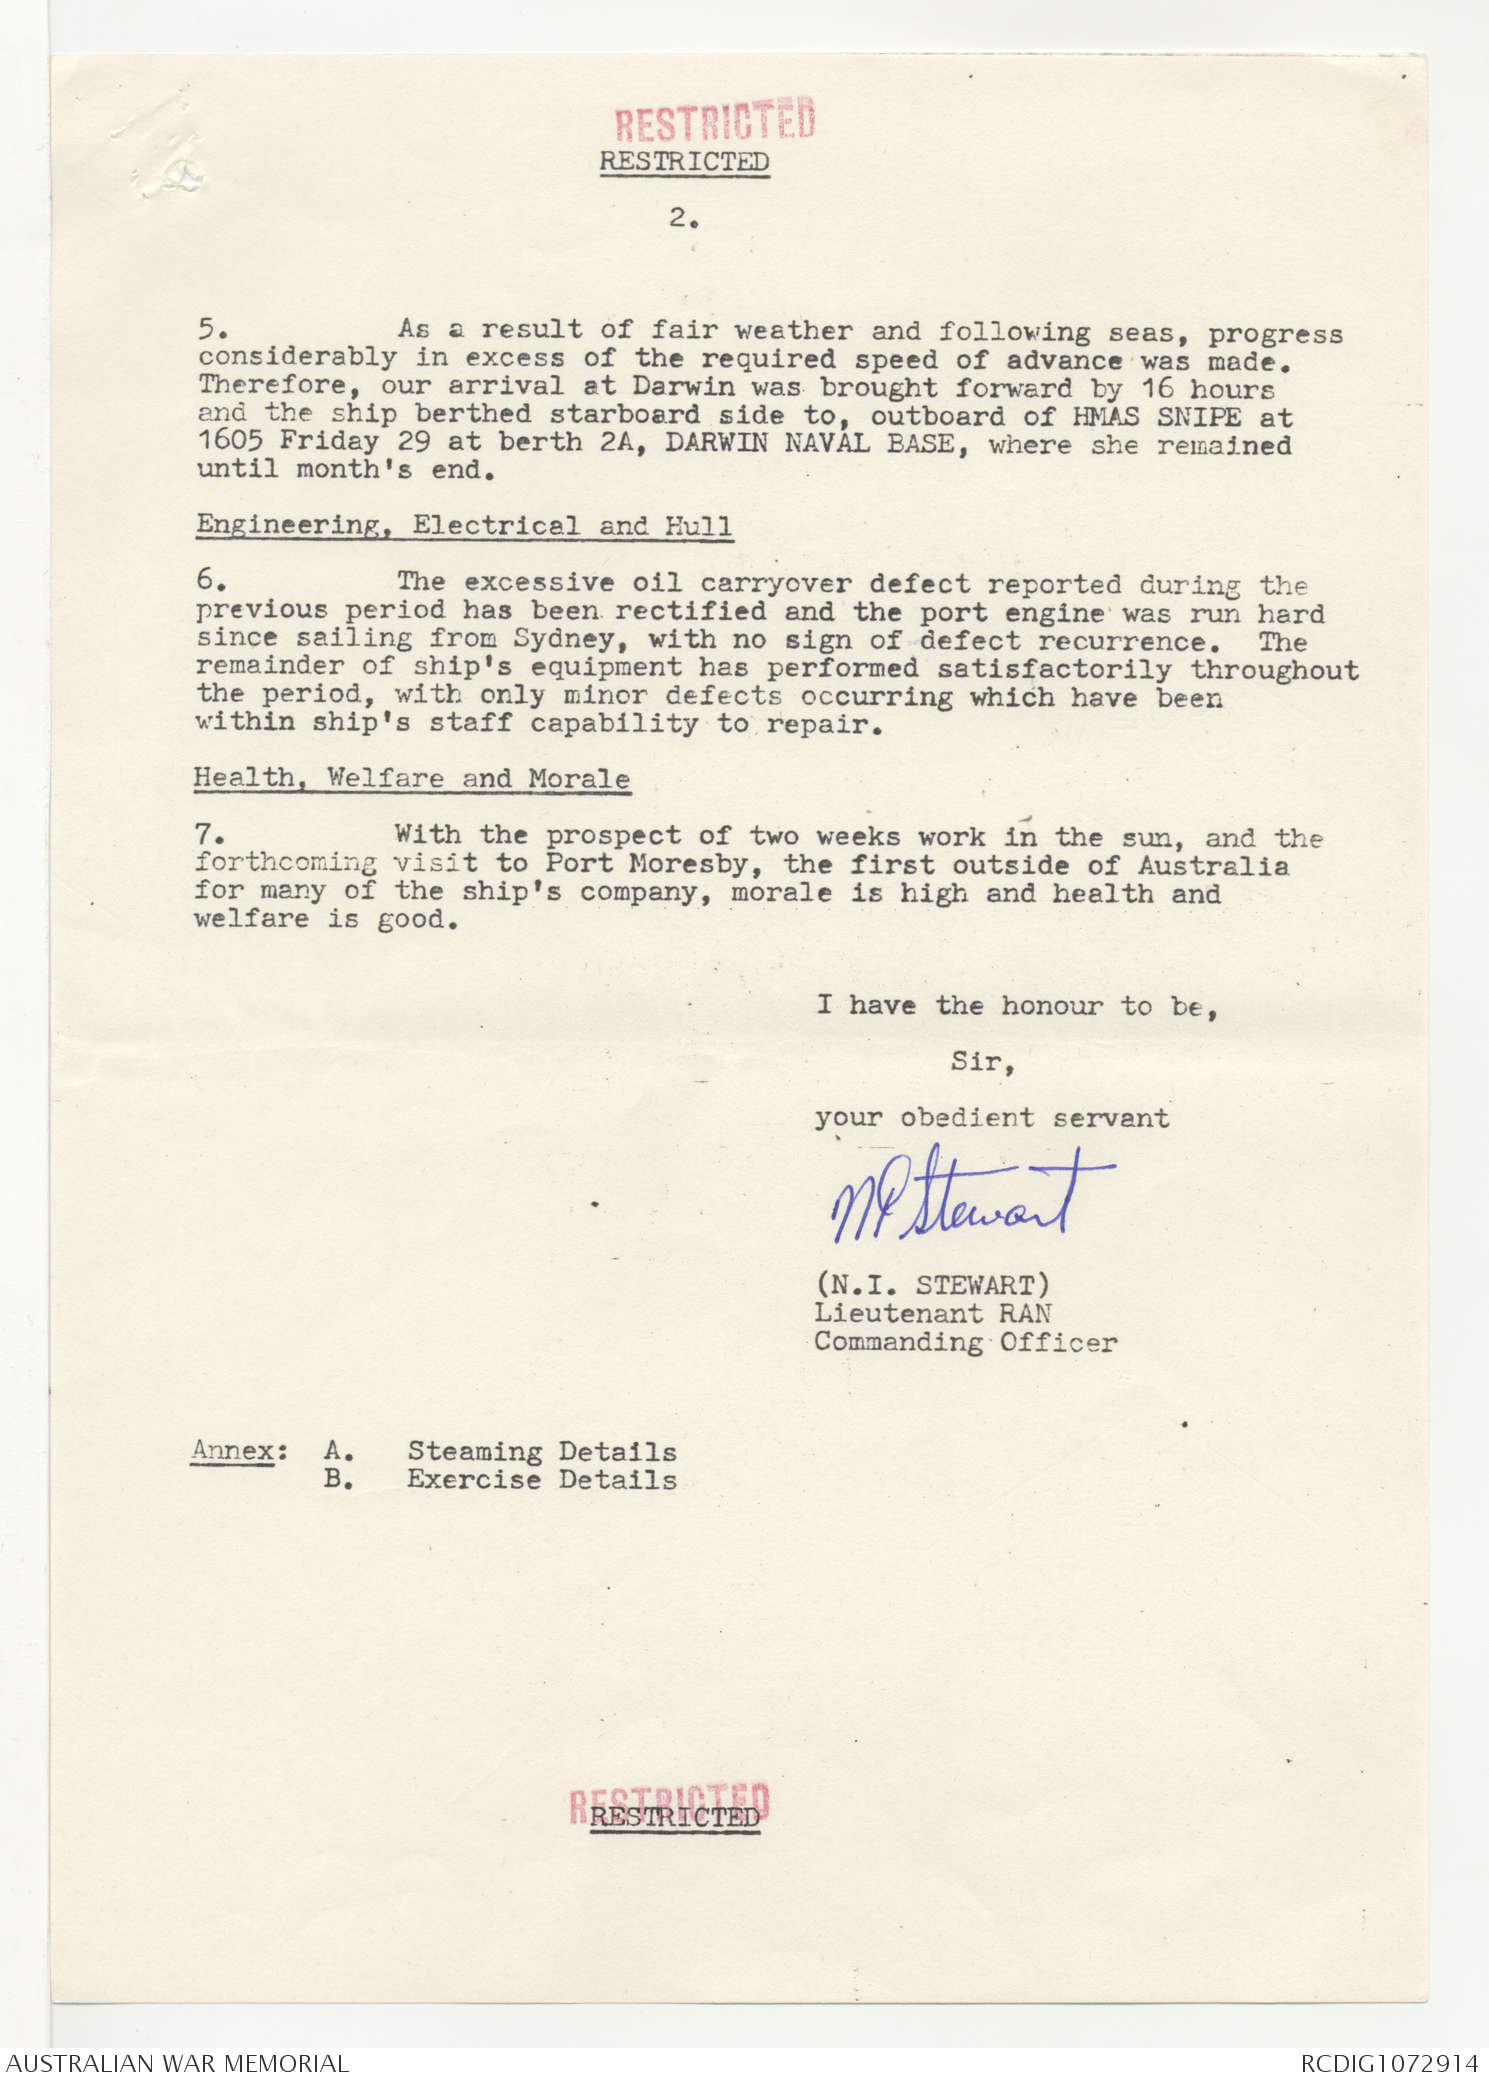 RESTRICTED
RESTRICTED
2.
5. As a result of fair weather and following seas, progress
considerably in excess of the required speed of advance was made.
Therefore, our arrival at Darwin was brought forward by 16 hours
and the ship berthed starboard side to, outboard of HMAS SNIPE at
1605 Friday 29 at berth 2A, DARWIN NAVAL BASE, where she remained
until month's end.
Engineering, Electrical and Hull
6. The excessive oil carryover defect reported during the
previous period has been rectified and the port engine was run hard
since sailing from Sydney, with no sign of defect recurrence. The
remainder of ship's equipment has performed satisfactorily throughout
the period, with only minor defects occurring which have been
within ship's staff capability to repair.
Health, Welfare and Morale
7. With the prospect of two weeks work in the sun, and the
forthcoming visit to Port Moresby, the first outside of Australia
for many of the ship's company, morale is high and health and
welfare is good.
I have the honour to be,
Sir,
your obedient servant
NI Stewart
(N.I. STEWART)
Lieutenant RAN
Commanding Officer
Annex: A. Steaming Details
B. Exercise Details
RESTRICTED
RESTRICTED
AUSTRALIAN WAR MEMORIAL
RCDIG1072914